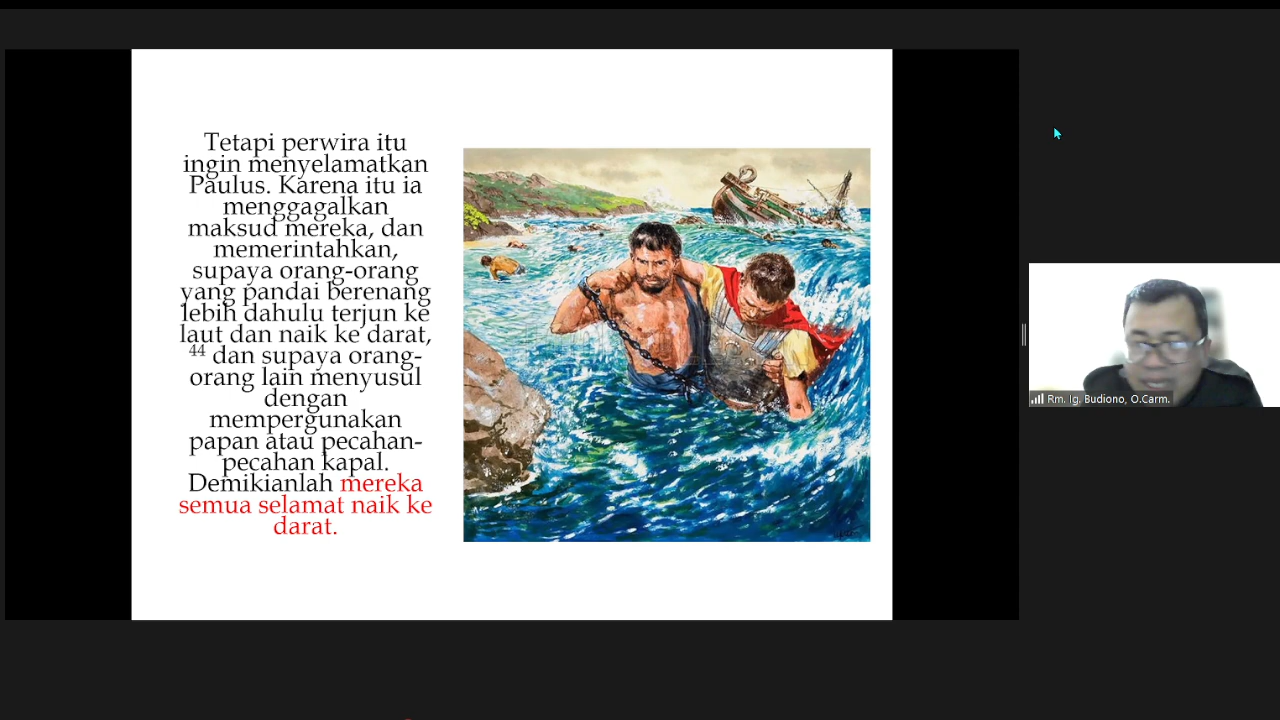 Tetapi perwira itu
ingin menyelamatkan
Paulus. Karena itu ia
menggagalkan
maksud mereka, dan
memerintahkan,
supaya orang-orang
yang pandai berenang
lebih dahulu terjun ke
laut dan naik ke darat,
44 dan supaya orang-
orang lain menyusul
dengan
mempergunakan
papan atau pecahan-
pecahan kapal.
Demikianlah mereka
semua selamat naik ke
darat.
Rm. Ig. Budiono, O.Carm.